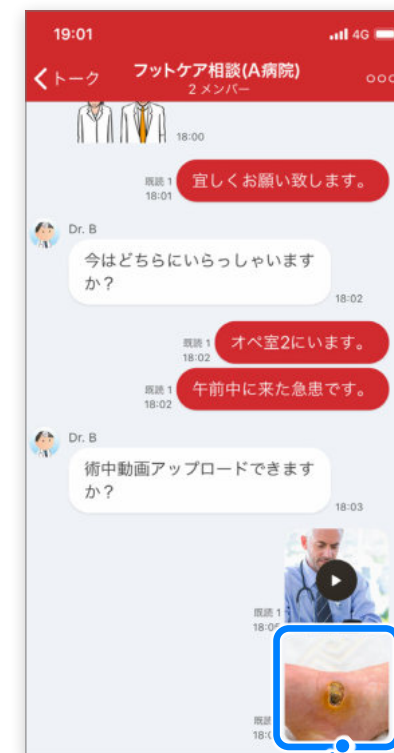 19:01
4G
トーク
フットケア相談(A病院)
2 メンバー
18:00
宜しくお願い致します。
既読 1
18:01
Dr. B
今はどちらにいらっしゃいます
か？
18:02
オペ室2にいます。
既読 1
18:02
午前中に来た急患です。
既読 1
18:02
Dr. B
術中動画アップロードできます
か？
18:03
既読 1
既読